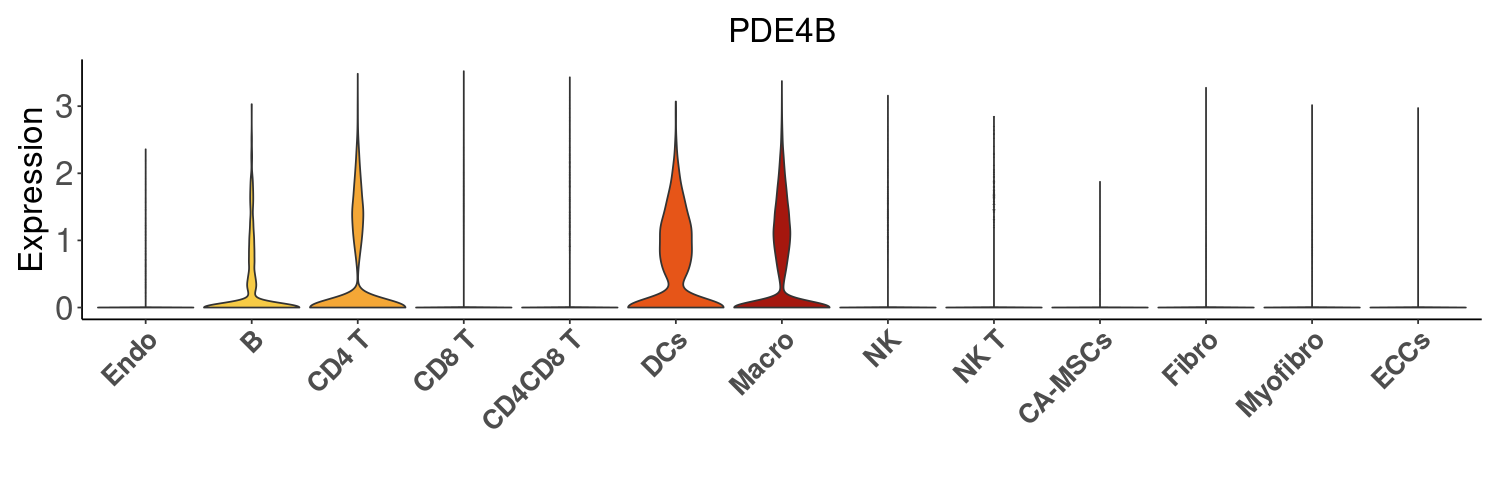 PDE4B
Expression
3
2
1
0
Endo
B
CD4 T
CD8 T
CD4CD8 T
DCs
Macro
NK
NK T
CA-MSCs
Fibro
Myofibro
ECCs